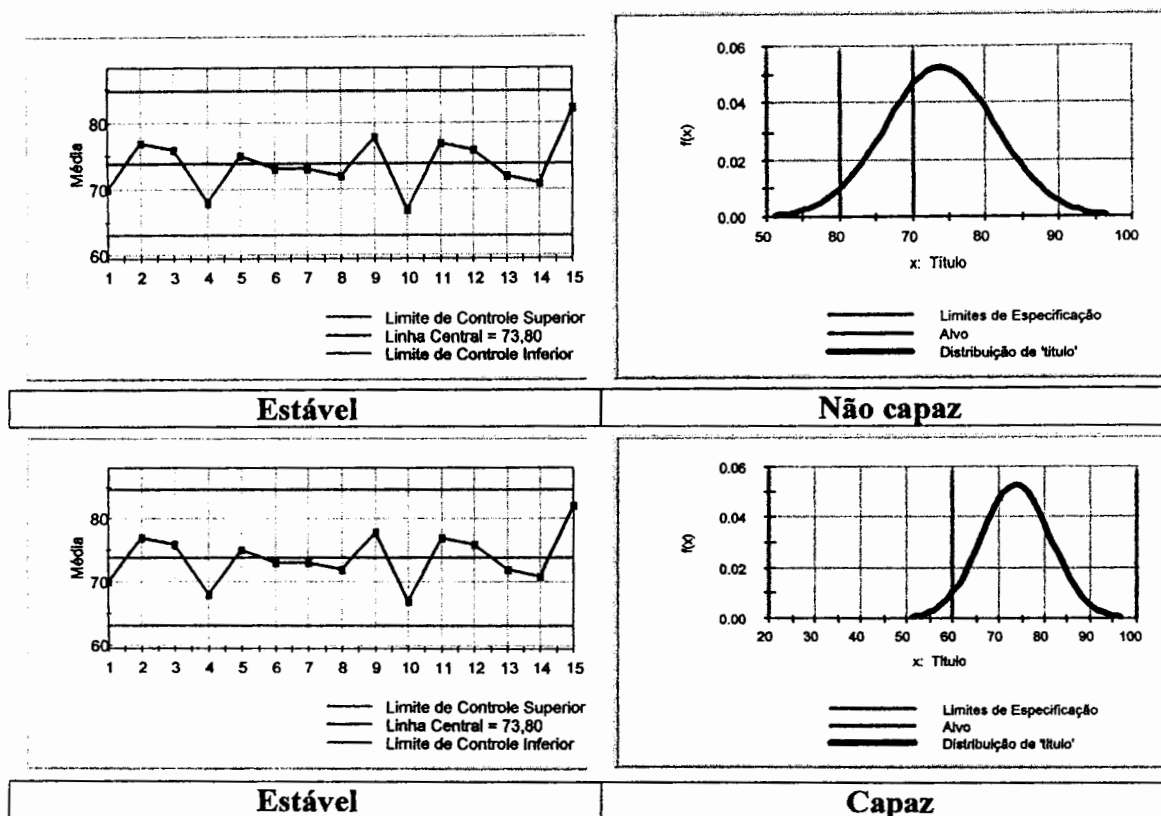 80
Média
70
60
1 2 3 4 5 6 7 8 9 10 11 12 13 14 15
Limite de Controle Superior
Linha Central = 73,80
Limite de Controle Inferior
0.06
0.04
f(x)
0.02
0.00
50 60 70 80 90 100
x: Título
Limites de Especificação
Alvo
Distribuição de 'título'
Estável
Não capaz
80
Média
70
60
1 2 3 4 5 6 7 8 9 10 11 12 13 14 15
Limite de Controle Superior
Linha Central = 73,80
Limite de Controle Inferior
0.06
0.04
f(x)
0.02
0.00
20 30 40 50 60 70 80 90 100
x: Título
Limites de Especificação
Alvo
Distribuição de 'título'
Estável
Capaz